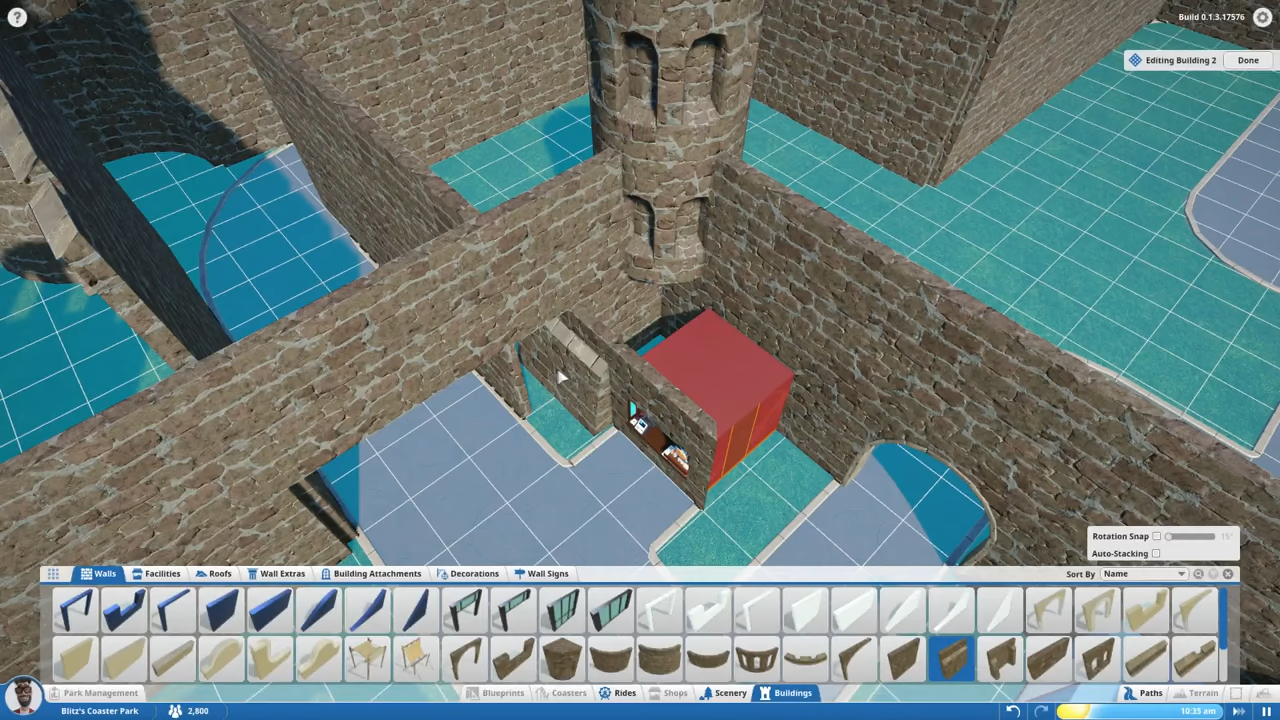 ?
Build 0.1.3.17576
Editing Building 2
Done
Rotation Snap
15°
Auto-Stacking
Walls
Facilities
Roofs
Wall Extras
Building Attachments
Decorations
Wall Signs
Sort By
Name
Park Management
Blueprints
Coasters
Rides
Shops
Scenery
Buildings
Paths
Terrain
Blitz's Coaster Park
2,800
10:35 am